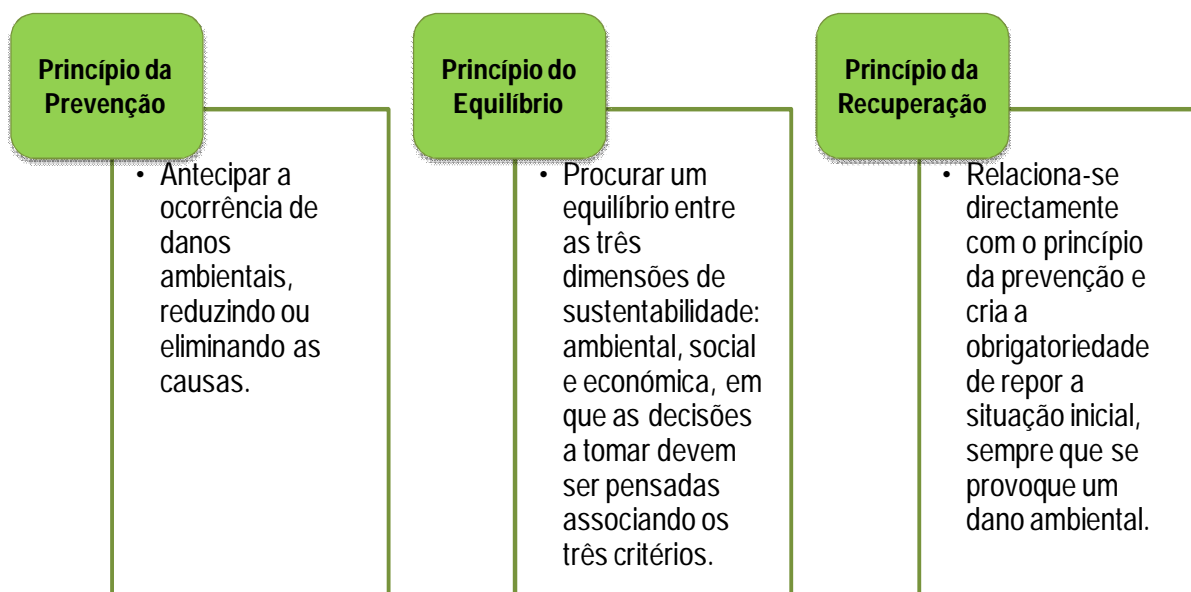 Princípio da
Prevenção
• Antecipar a
ocorrência de
danos
ambientais,
reduzindo ou
eliminando as
causas.
Princípio do
Equilíbrio
• Procurar um
equilíbrio entre
as três
dimensões de
sustentabilidade:
ambiental, social
e económica, em
que as decisões
a tomar devem
ser pensadas
associando os
três critérios.
Princípio da
Recuperação
• Relaciona-se
directamente
com o princípio
da prevenção e
cria a
obrigatoriedade
de repor a
situação inicial,
sempre que se
provoque um
dano ambiental.